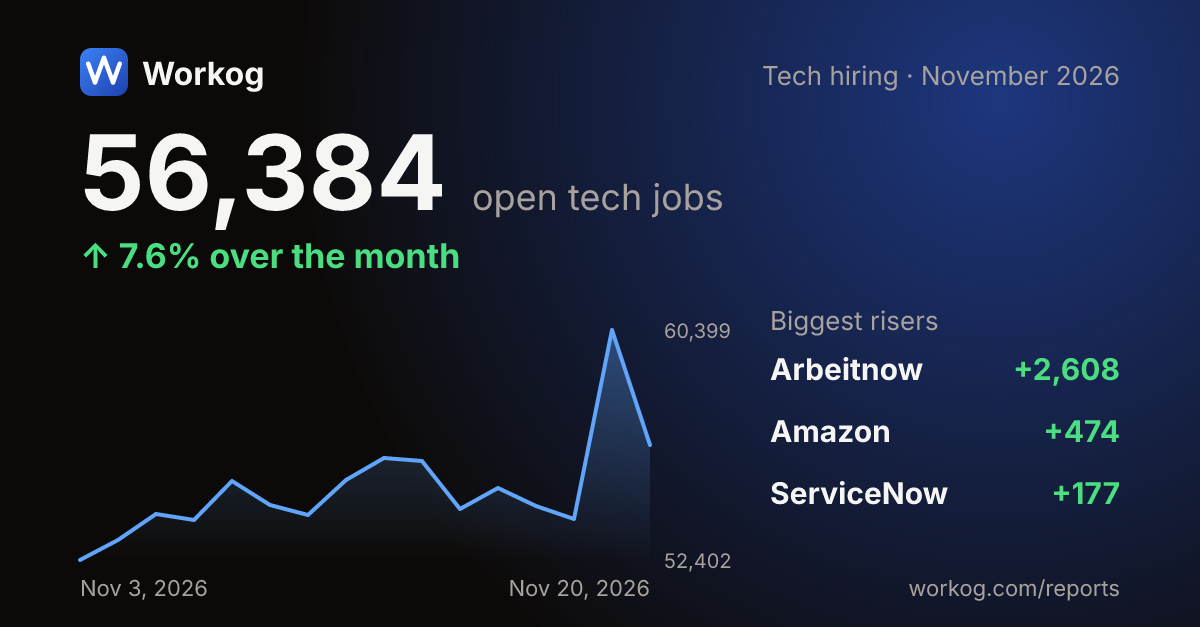 Workog
Tech hiring · November 2026
56,384 open tech jobs
↑ 7.6% over the month
60,399
52,402
Nov 3, 2026
Nov 20, 2026
Biggest risers
Arbeitnow +2,608
Amazon +474
ServiceNow +177
workog.com/reports